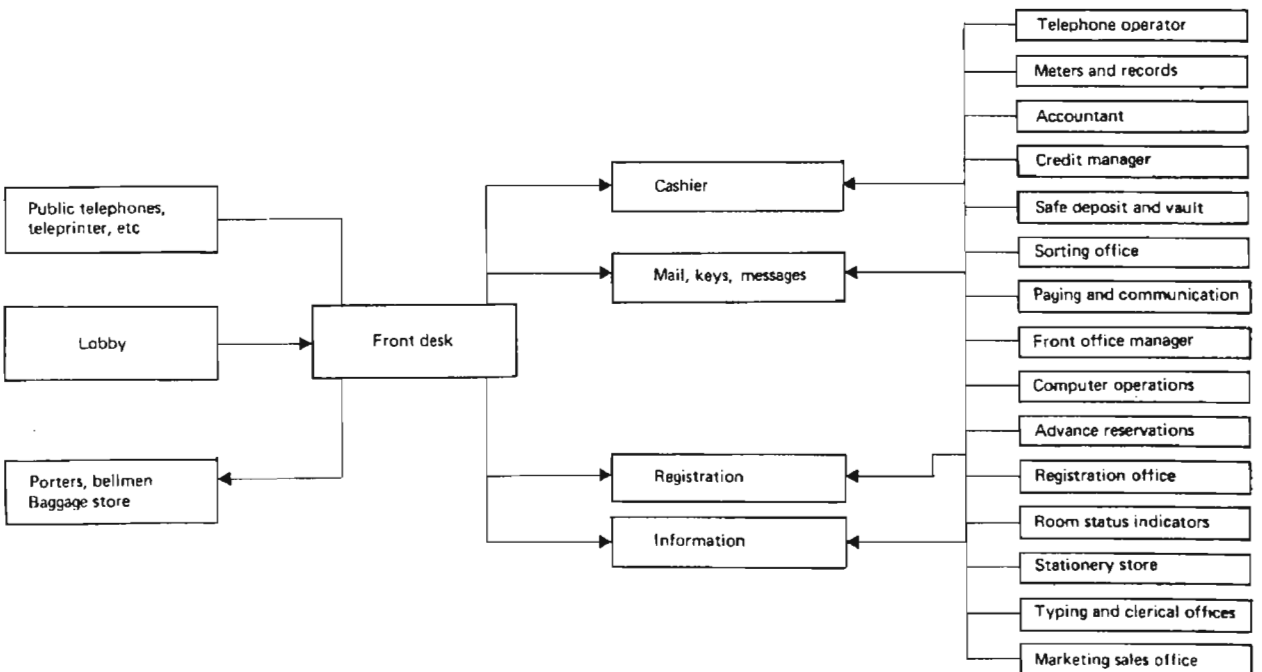 Public telephones,
teleprinter, etc
Lobby
Porters, bellmen
Baggage store
Front desk
Cashier
Mail, keys, messages
Registration
Information
Telephone operator
Meters and records
Accountant
Credit manager
Safe deposit and vault
Sorting office
Paying and communication
Front office manager
Computer operations
Advance reservations
Registration office
Room status indicators
Stationery store
Typing and clerical offices
Marketing sales office